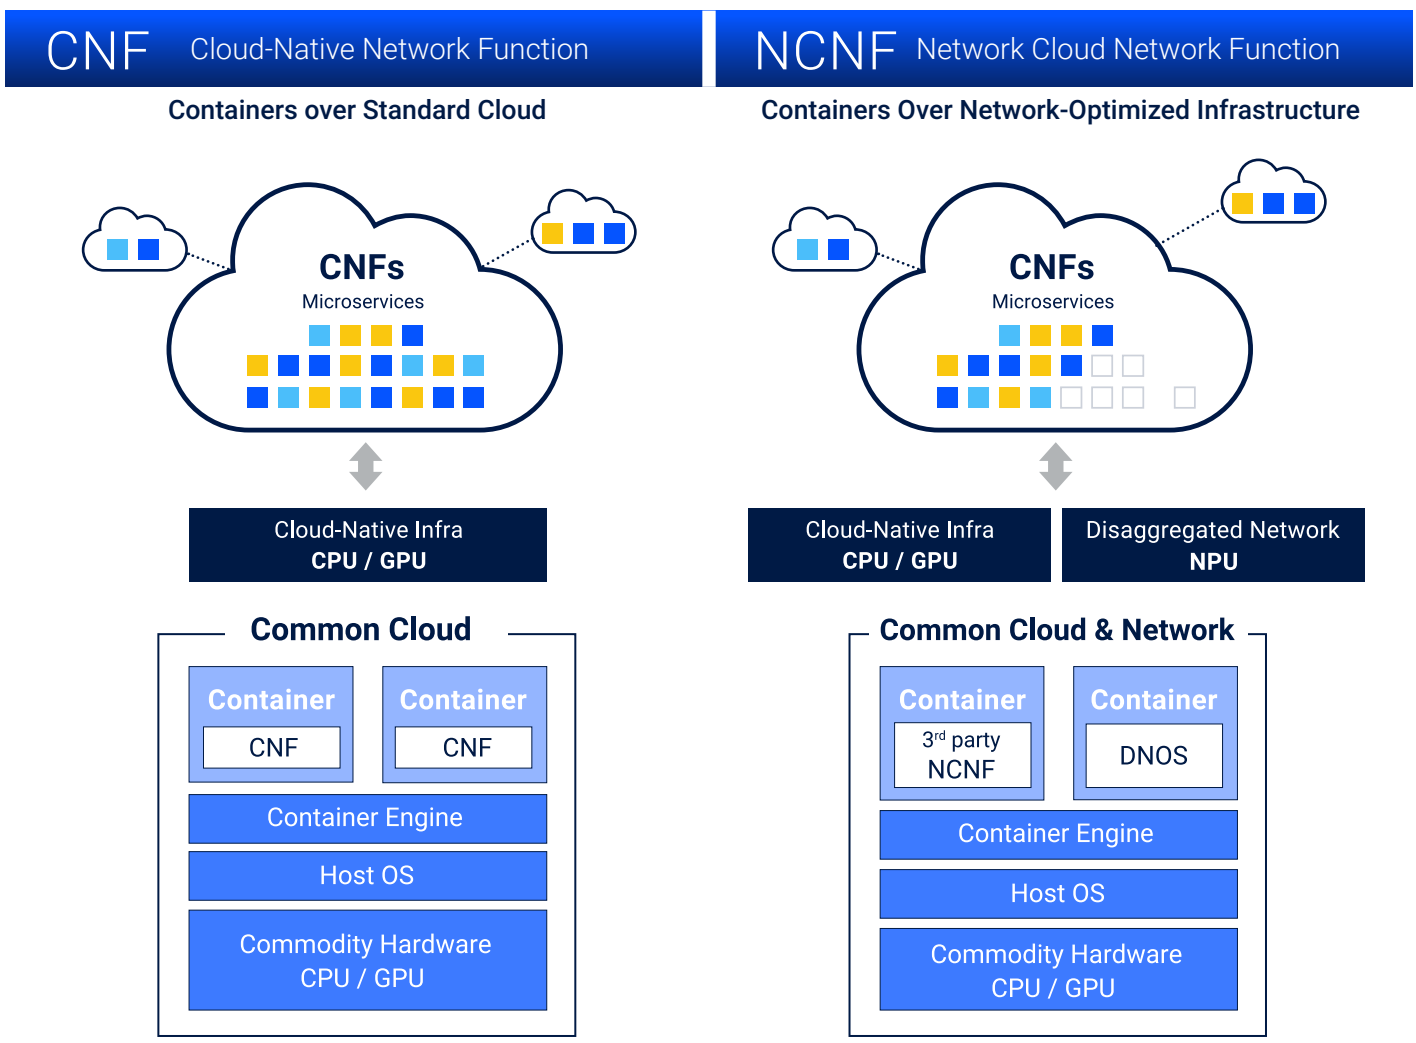 CNF Cloud-Native Network Function
Containers over Standard Cloud
CNFs
Microservices
Cloud-Native Infra
CPU / GPU
Common Cloud
Container
CNF
Container
CNF
Container Engine
Host OS
Commodity Hardware
CPU / GPU
NCNF Network Cloud Network Function
Containers Over Network-Optimized Infrastructure
CNFs
Microservices
Cloud-Native Infra
CPU / GPU
Disaggregated Network
NPU
Common Cloud & Network
Container
3rd party
NCNF
Container
DNOS
Container Engine
Host OS
Commodity Hardware
CPU / GPU